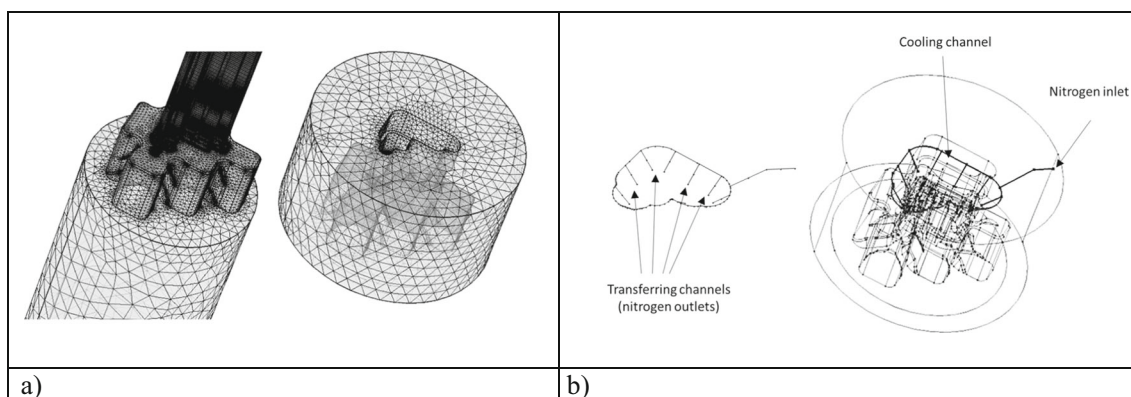 Cooling channel
Nitrogen inlet
Transferring channels
(nitrogen outlets)
a)
b)